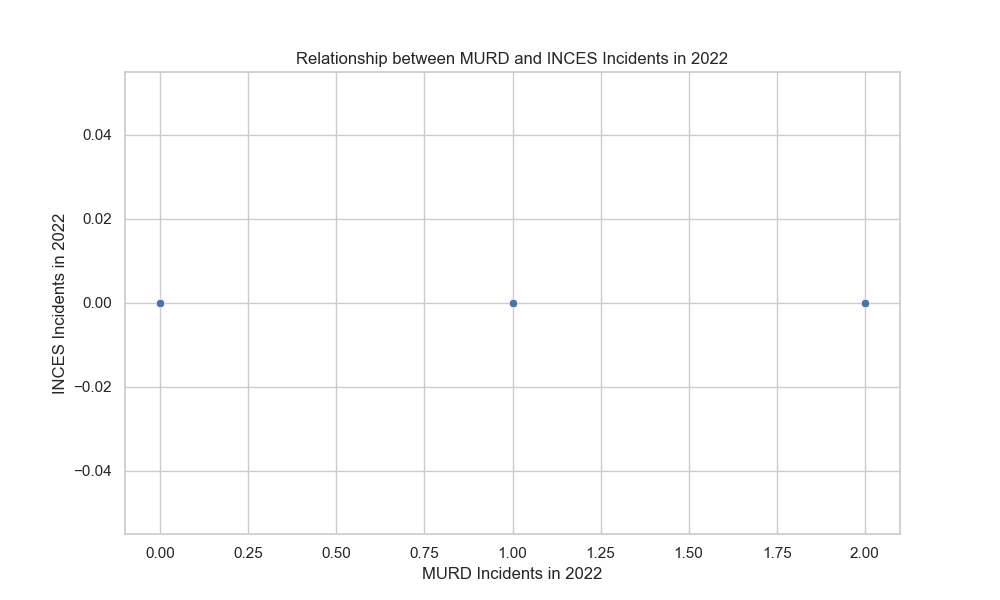 Relationship between MURD and INCES Incidents in 2022
INCES Incidents in 2022
0.04
0.02
0.00
−0.02
−0.04
0.00 0.25 0.50 0.75 1.00 1.25 1.50 1.75 2.00
MURD Incidents in 2022